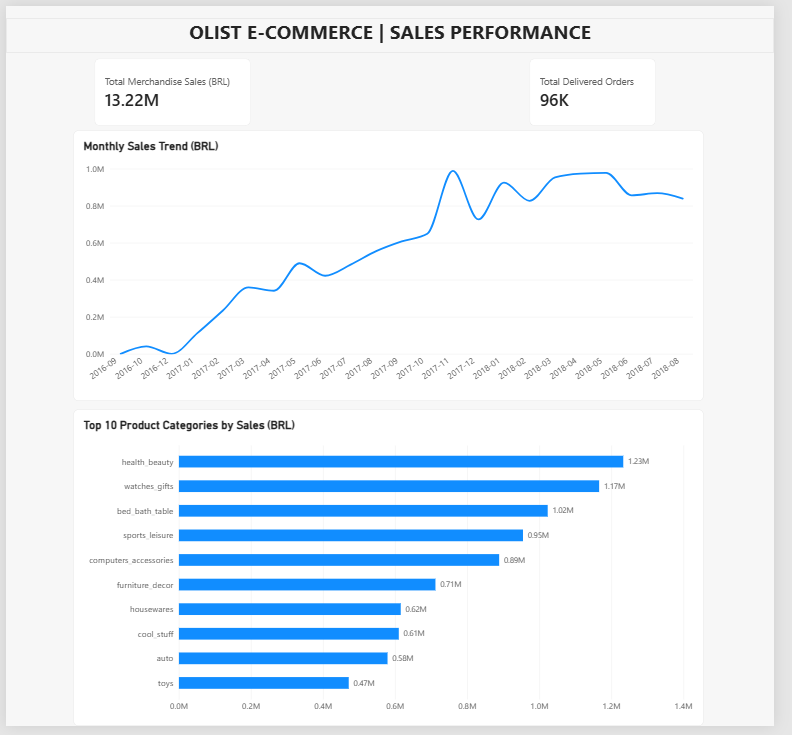 OLIST E-COMMERCE | SALES PERFORMANCE
Total Merchandise Sales (BRL)
13.22M
Total Delivered Orders
96K
Monthly Sales Trend (BRL)
1.0M
0.8M
0.6M
0.4M
0.2M
0.0M
2016-09 2016-10 2016-12 2017-01 2017-02 2017-03 2017-04 2017-05 2017-06 2017-07 2017-08 2017-09 2017-10 2017-11 2017-12 2018-01 2018-02 2018-03 2018-04 2018-05 2018-06 2018-07 2018-08
Top 10 Product Categories by Sales (BRL)
health_beauty 1.23M
watches_gifts 1.17M
bed_bath_table 1.02M
sports_leisure 0.95M
computers_accessories 0.89M
furniture_decor 0.71M
housewares 0.62M
cool_stuff 0.61M
auto 0.58M
toys 0.47M
0.0M 0.2M 0.4M 0.6M 0.8M 1.0M 1.2M 1.4M